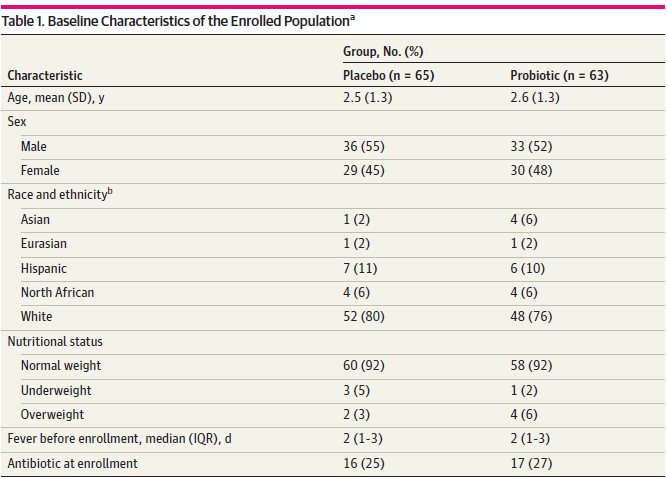 Table 1. Baseline Characteristics of the Enrolled Populationa
Group, No. (%)
Characteristic Placebo (n = 65) Probiotic (n = 63)
Age, mean (SD), y 2.5 (1.3) 2.6 (1.3)
Sex
Male 36 (55) 33 (52)
Female 29 (45) 30 (48)
Race and ethnicityb
Asian 1 (2) 4 (6)
Eurasian 1 (2) 1 (2)
Hispanic 7 (11) 6 (10)
North African 4 (6) 4 (6)
White 52 (80) 48 (76)
Nutritional status
Normal weight 60 (92) 58 (92)
Underweight 3 (5) 1 (2)
Overweight 2 (3) 4 (6)
Fever before enrollment, median (IQR), d 2 (1-3) 2 (1-3)
Antibiotic at enrollment 16 (25) 17 (27)